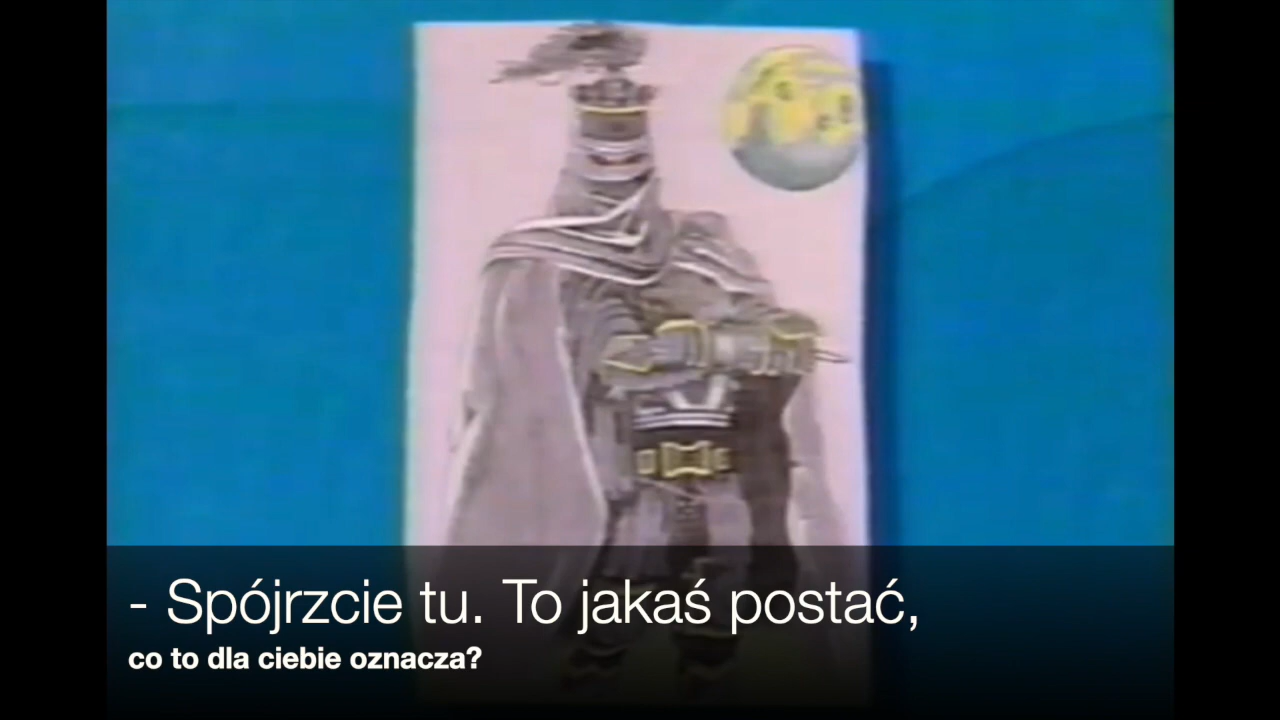 - Spójrzcie tu. To jakaś postać,
co to dla ciebie oznacza?